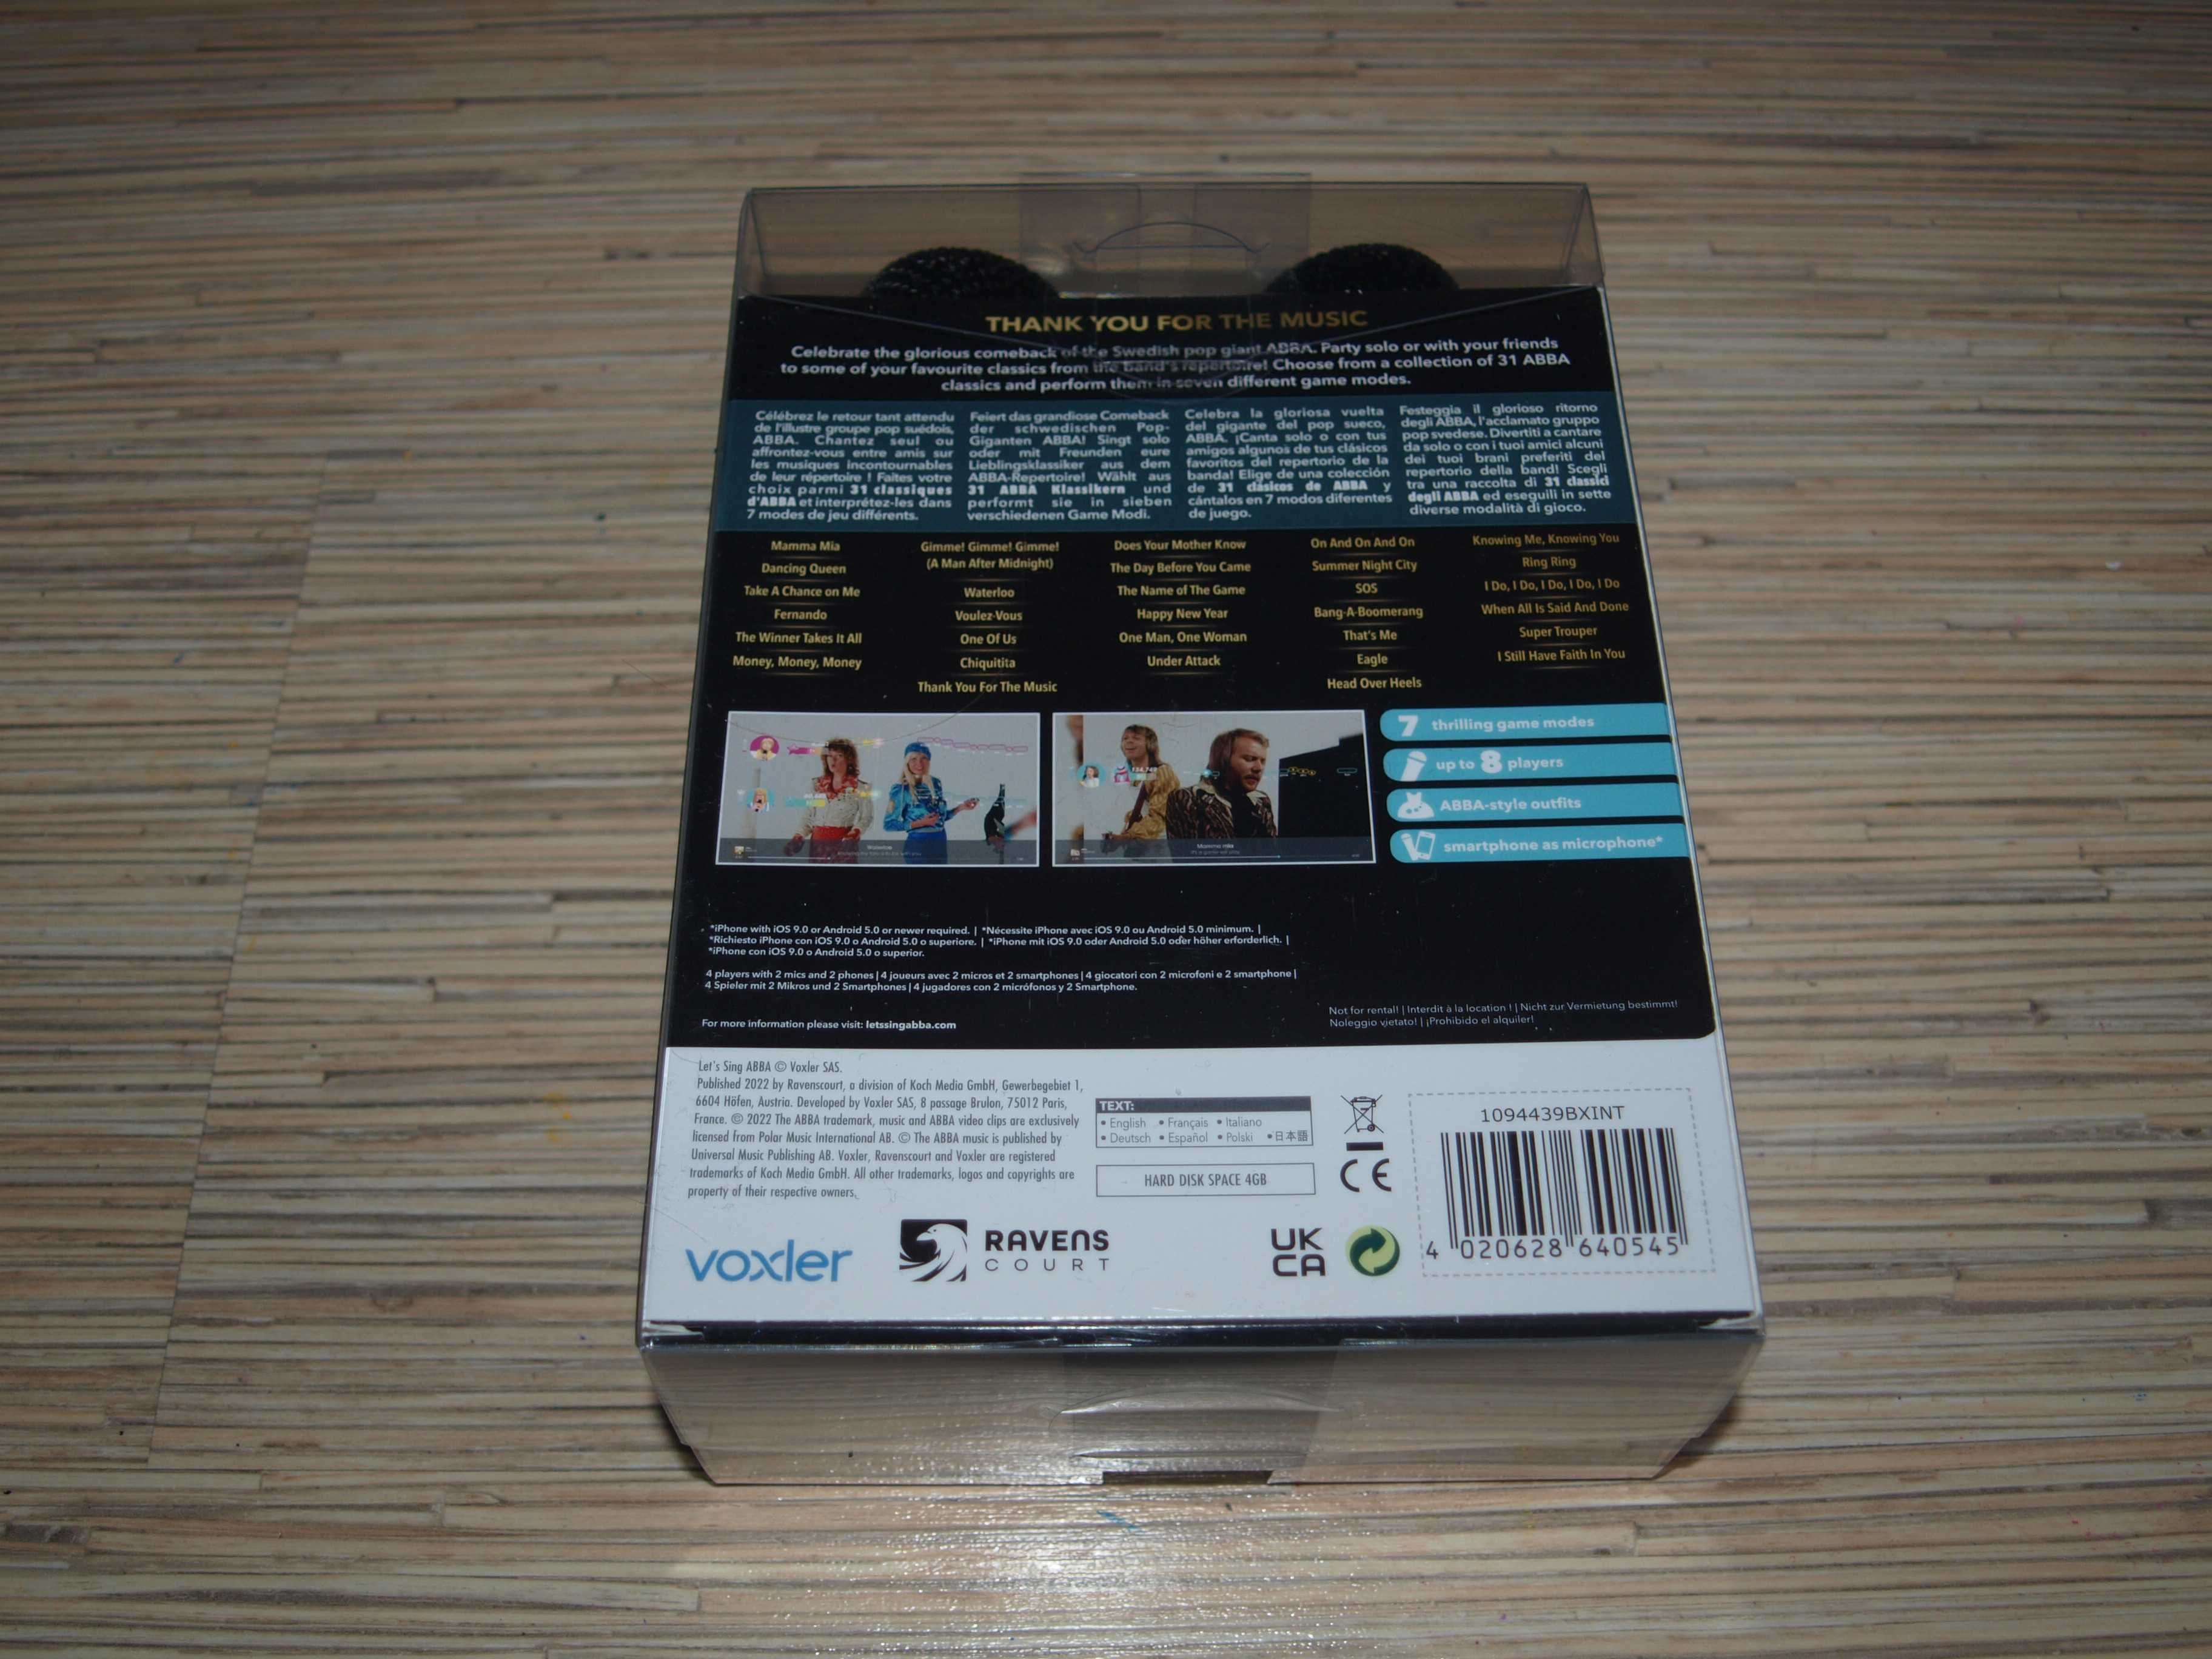 THANK YOU FOR THE MUSIC
Celebrate the glorious comeback of the Swedish pop giant ABBA. Party solo or with your friends
to some of your favourite classics from the band's repertoire! Choose from a collection of 31 ABBA
classics and perform them in seven different game modes.
Célébrez le retour tant attendu
de l'illustre groupe pop suédois,
ABBA. Chantez seul ou
affrontez-vous entre amis sur
les musiques incontournables
de leur répertoire ! Faites votre
choix parmi 31 classiques
d'ABBA et interprétez-les dans
7 modes de jeu différents.
Feiert das grandiose Comeback
der schwedischen Pop-
Giganten ABBA! Singt solo
oder mit Freunden eure
Lieblingsklassiker aus dem
ABBA-Repertoire! Wählt aus
31 ABBA Klassikern und
performt sie in sieben
verschiedenen Game Modi.
Celebra la gloriosa vuelta
del gigante del pop sueco,
ABBA. ¡Canta solo o con tus
amigos algunos de tus clásicos
favoritos del repertorio de la
banda! Elige de una colección
de 31 clásicos de ABBA y
cántalos en 7 modos diferentes
de juego.
Festeggia il glorioso ritorno
degli ABBA, l'acclamato gruppo
pop svedese. Divertiti a cantare
da solo o con i tuoi amici alcuni
dei tuoi brani preferiti del
repertorio della band! Scegli
tra una raccolta di 31 classici
degli ABBA ed eseguili in sette
diverse modalità di gioco.
Mamma Mia
Dancing Queen
Take A Chance on Me
Fernando
The Winner Takes It All
Money, Money, Money
Gimme! Gimme! Gimme!
(A Man After Midnight)
Waterloo
Voulez-Vous
One Of Us
Chiquitita
Thank You For The Music
Does Your Mother Know
The Day Before You Came
The Name of The Game
Happy New Year
One Man, One Woman
Under Attack
On And On And On
Summer Night City
SOS
Bang-A-Boomerang
That's Me
Eagle
Head Over Heels
Knowing Me, Knowing You
Ring Ring
I Do, I Do, I Do, I Do, I Do
When All Is Said And Done
Super Trouper
I Still Have Faith In You
Waterloo
Mamma mia
7 thrilling game modes
up to 8 players
ABBA-style outfits
smartphone as microphone*
*iPhone with iOS 9.0 or Android 5.0 or newer required. | *Nécessite iPhone avec iOS 9.0 ou Android 5.0 minimum. |
*Richiesto iPhone con iOS 9.0 o Android 5.0 o superiore. | *iPhone mit iOS 9.0 oder Android 5.0 oder höher erforderlich. |
*iPhone con iOS 9.0 o Android 5.0 o superior.
4 players with 2 mics and 2 phones | 4 joueurs avec 2 micros et 2 smartphones | 4 giocatori con 2 microfoni e 2 smartphone |
4 Spieler mit 2 Mikros und 2 Smartphones | 4 jugadores con 2 micrófonos y 2 Smartphone.
For more information please visit: letssingabba.com
Not for rental! | Interdit à la location ! | Nicht zur Vermietung bestimmt!
Noleggio vietato! | ¡Prohibido el alquiler!
Let's Sing ABBA © Voxler SAS.
Published 2022 by Ravenscourt, a division of Koch Media GmbH, Gewerbegebiet 1,
6604 Höfen, Austria. Developed by Voxler SAS, 8 passage Brulon, 75012 Paris,
France. © 2022 The ABBA trademark, music and ABBA video clips are exclusively
licensed from Polar Music International AB. © The ABBA music is published by
Universal Music Publishing AB. Voxler, Ravenscourt and Voxler are registered
trademarks of Koch Media GmbH. All other trademarks, logos and copyrights are
property of their respective owners.
TEXT:
• English • Français • Italiano
• Deutsch • Español • Polski • 日本語
HARD DISK SPACE 4GB
CE
1094439BXINT
4 020628 640545
voxler
RAVENS
COURT
UK
CA